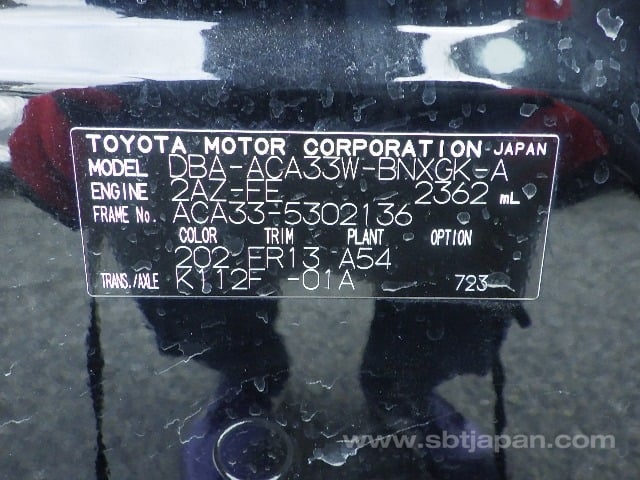 TOYOTA MOTOR CORPORATION JAPAN
MODEL DBA-ACA33W-BNXGK-A
ENGINE 2AZ-FE 2362 mL
FRAME No. ACA33-5302136
COLOR TRIM PLANT OPTION
202 FR13 A54
TRANS./AXLE K112F -01A 723
www.sbtjapan.com